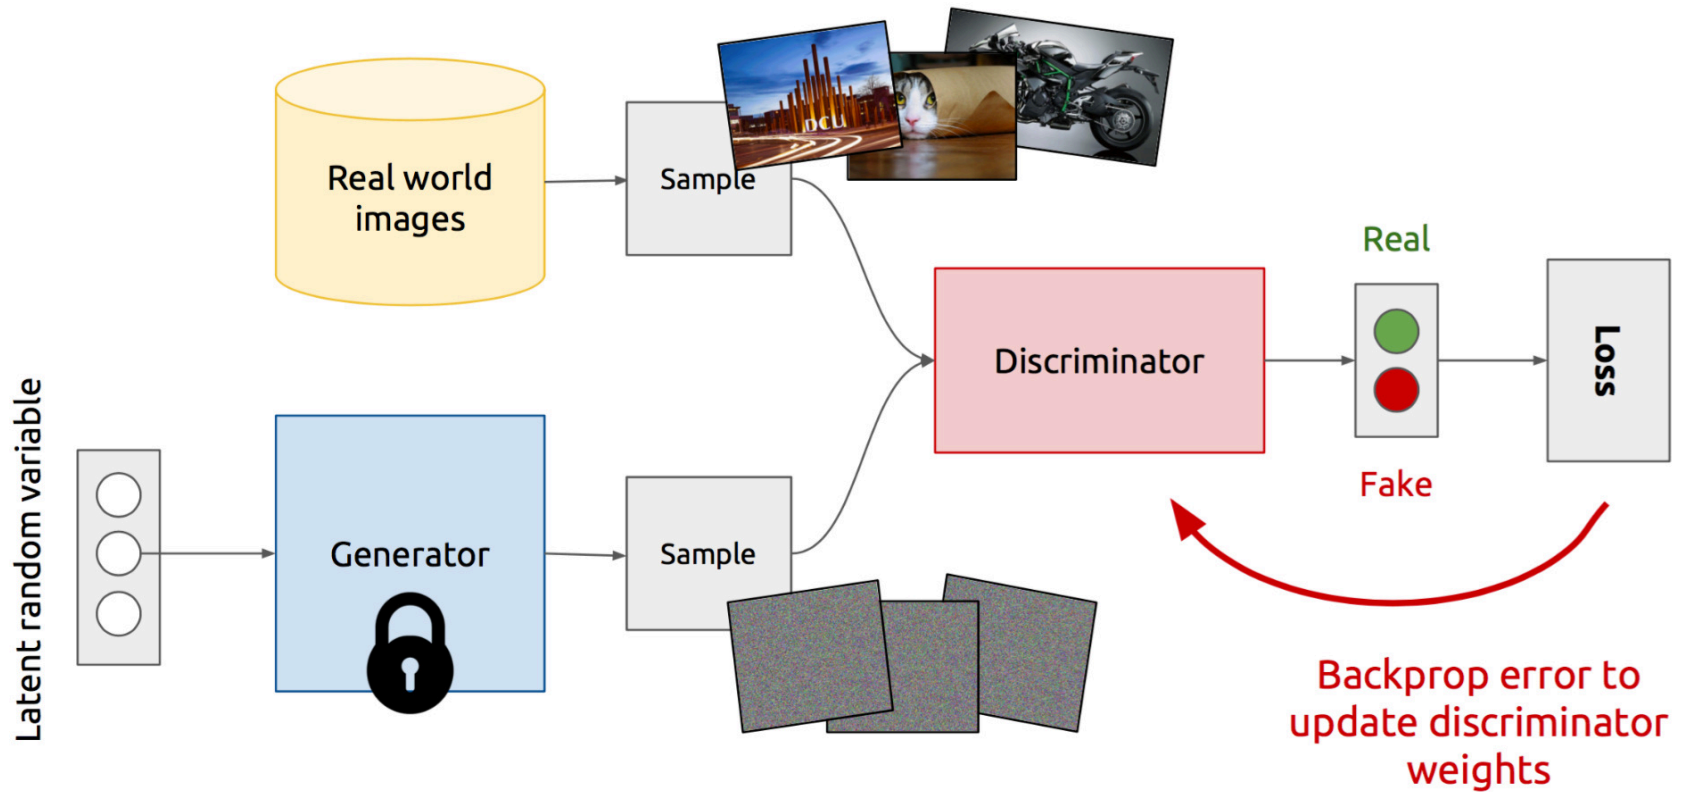 Real world
images
Sample
DCU
Latent random variable
Generator
Sample
Discriminator
Real
Fake
Loss
Backprop error to
update discriminator
weights